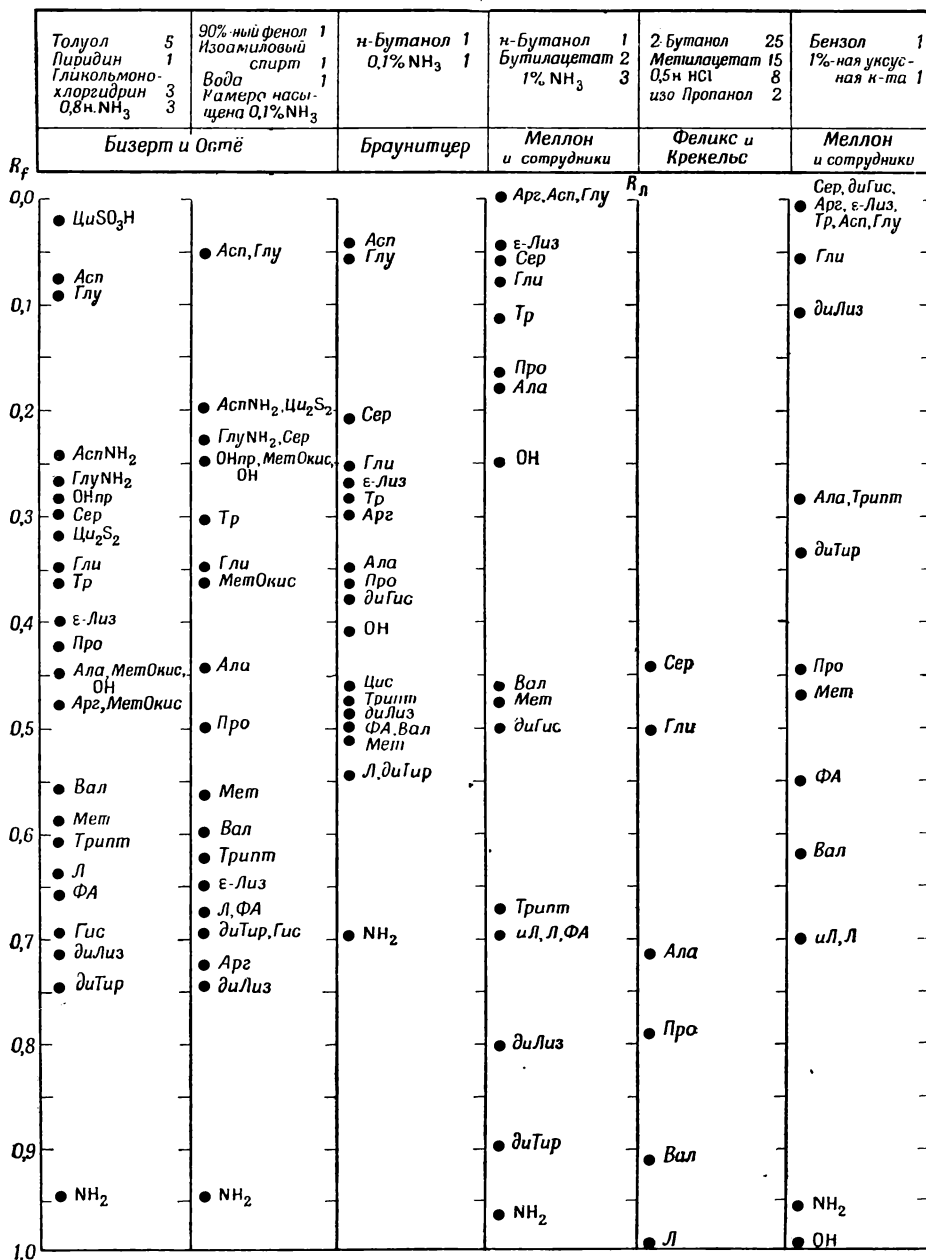 Толуол 5
Пиридин 1
Гликольмоно-
хлоргидрин 3
0,8н. NH₃ 3
90%-ный фенол 1
Изоамиловый
спирт 1
Вода 1
Камера насы-
щена 0,1% NH₃
н-Бутанол 1
0,1% NH₃ 1
н-Бутанол 1
Бутилацетат 2
1% NH₃ 3
2-Бутанол 25
Метилацетат 15
0,5н HCl 8
изо Пропанол 2
Бензол 1
1%-ная уксус-
ная к-та 1
Бизерт и Остё
Браунитцер
Меллон
и сотрудники
Феликс и
Крекельс
Меллон
и сотрудники
R_f
0,0
0,1
0,2
0,3
0,4
0,5
0,6
0,7
0,8
0,9
1.0
ЦиSO₃H
Асп
Глу
АспNH₂
ГлуNH₂
ОНпр
Сер
Ци₂S₂
Гли
Тр
ε-Лиз
Про
Ала, МетОкис,
ОН
Арг, МетОкис
Вал
Мет
Трипт
Л
ФА
Гис
диЛиз
диТир
NH₂
Асп, Глу
АспNH₂, Ци₂S₂
ГлуNH₂, Сер
ОНпр, МетОкис,
ОН
Тр
Гли
МетОкис
Ала
Про
Мет
Вал
Трипт
ε-Лиз
Л, ФА
диТир, Гис
Арг
диЛиз
NH₂
Асп
Глу
Сер
Гли
ε-Лиз
Тр
Арг
Ала
Про
диГис
ОН
Цис
Трипт
диЛиз
ФА, Вал
Мет
Л, диТир
NH₂
Арг, Асп, Глу
ε-Лиз
Сер
Гли
Тр
Про
Ала
ОН
Вал
Мет
диГис
Трипт
иЛ, Л, ФА
диЛиз
диТир
NH₂
R_Л
Сер
Гли
Ала
Про
Вал
Л
Сер, диГис,
Арг, ε-Лиз,
Тр, Асп, Глу
Гли
диЛиз
Ала, Трипт
диТир
Про
Мет
ФА
Вал
иЛ, Л
NH₂
ОН